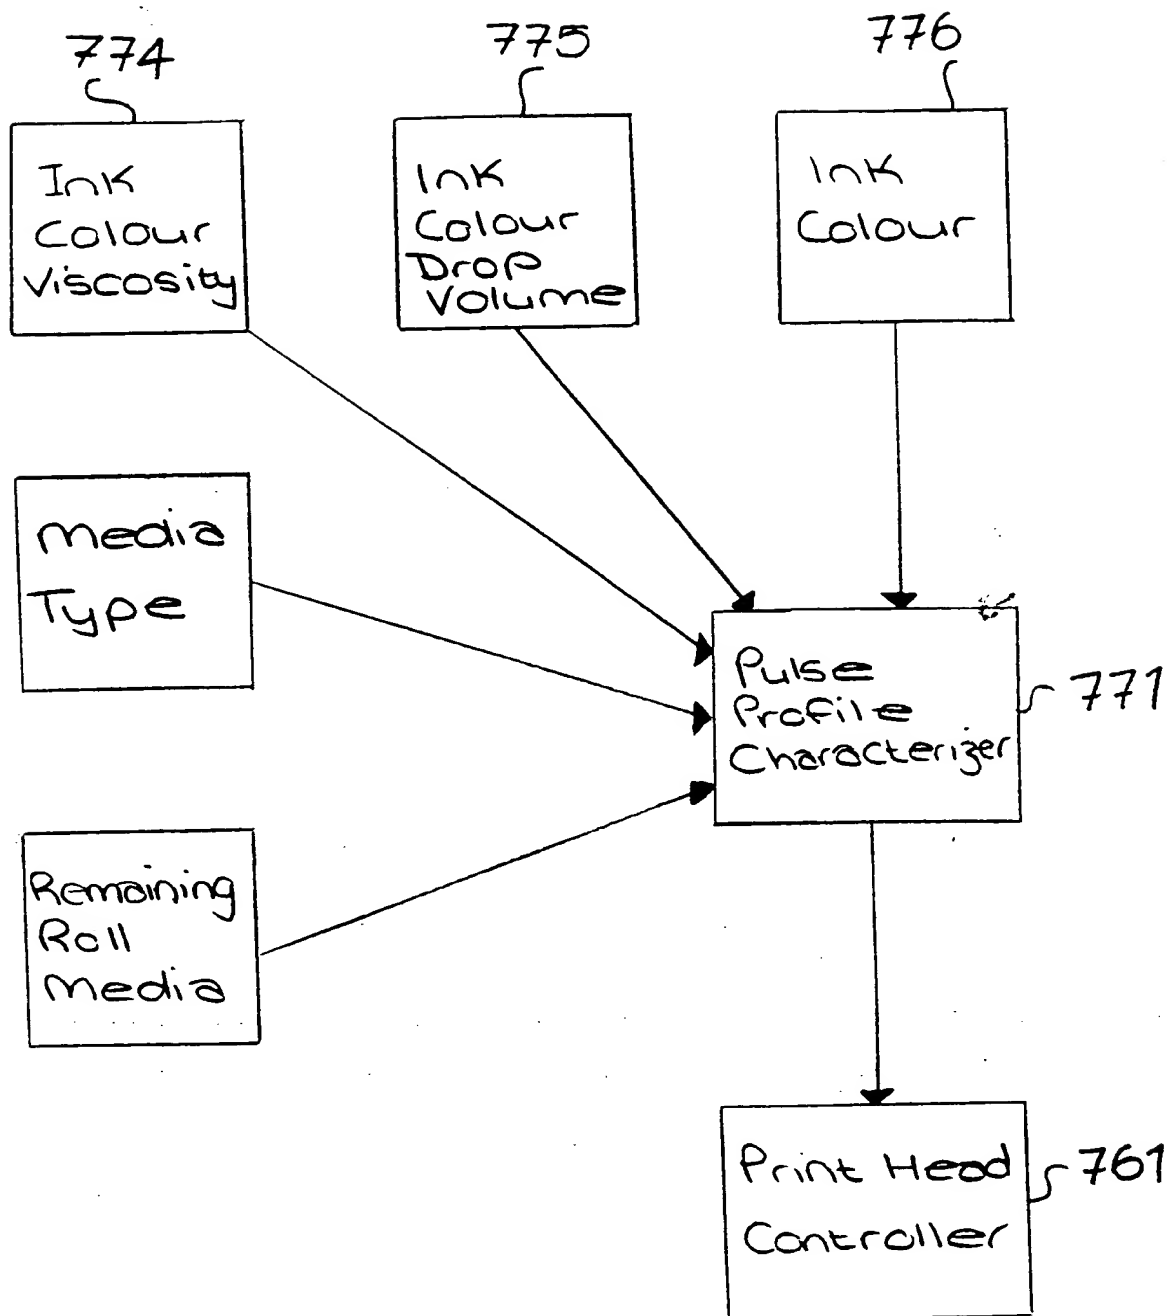 774
775
776
Ink
Colour
Viscosity
Ink
Colour
Drop
Volume
Ink
Colour
Media
Type
Pulse
Profile
Characterizer
771
Remaining
Roll
Media
Print Head
Controller
761